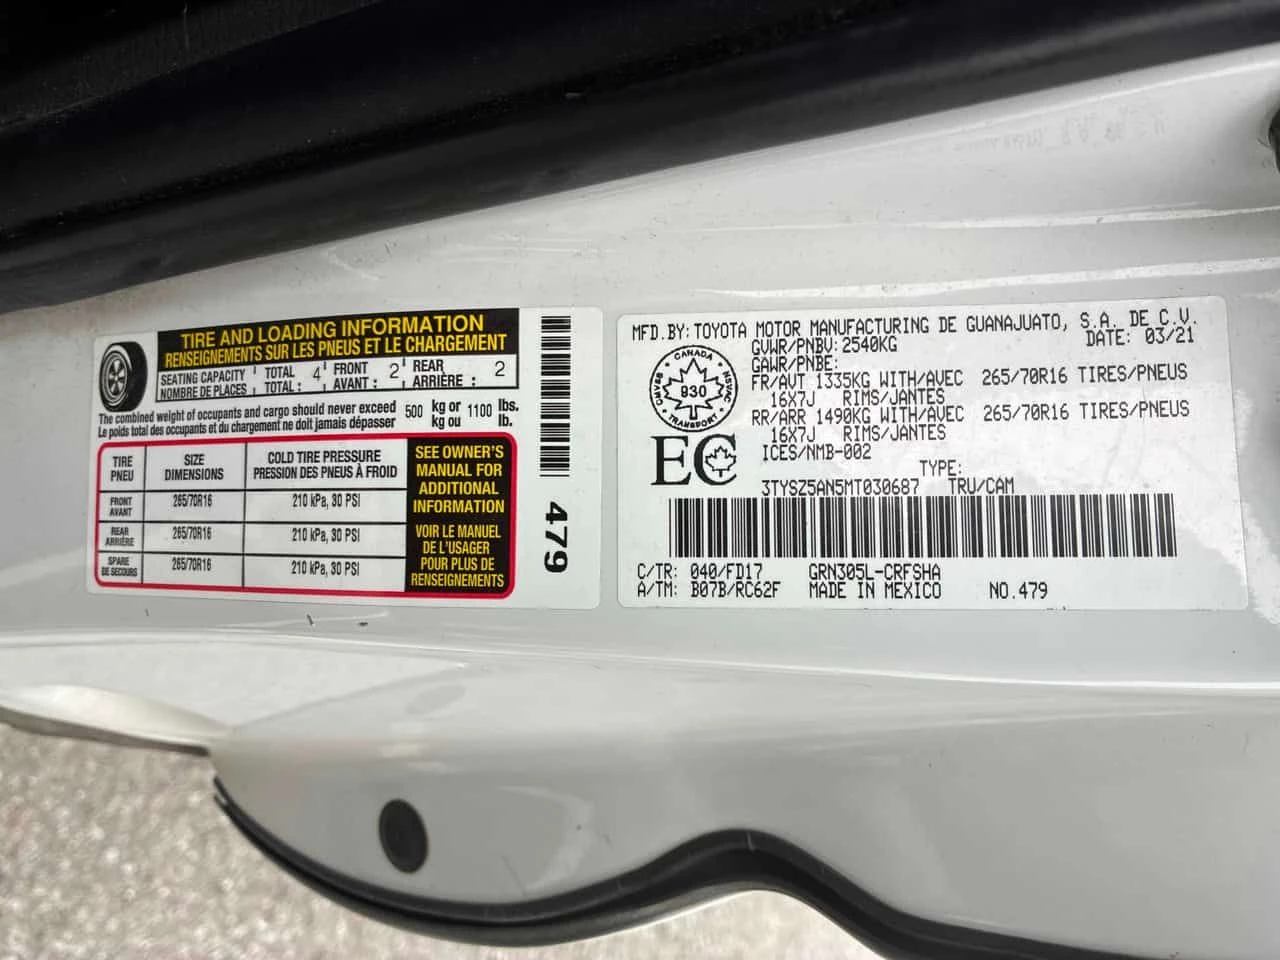 TIRE AND LOADING INFORMATION
RENSEIGNEMENTS SUR LES PNEUS ET LE CHARGEMENT
SEATING CAPACITY TOTAL 4 FRONT 2 REAR 2
NOMBRE DE PLACES TOTAL : AVANT : ARRIÈRE :
The combined weight of occupants and cargo should never exceed 500 kg or 1100 lbs.
Le poids total des occupants et du chargement ne doit jamais dépasser kg ou lb.
TIRE SIZE COLD TIRE PRESSURE
PNEU DIMENSIONS PRESSION DES PNEUS À FROID
FRONT
AVANT 265/70R16 210 kPa, 30 PSI
REAR
ARRIÈRE 265/70R16 210 kPa, 30 PSI
SPARE
DE SECOURS 265/70R16 210 kPa, 30 PSI
SEE OWNER'S
MANUAL FOR
ADDITIONAL
INFORMATION
VOIR LE MANUEL
DE L'USAGER
POUR PLUS DE
RENSEIGNEMENTS
479
MFD.BY:TOYOTA MOTOR MANUFACTURING DE GUANAJUATO, S.A. DE C.V.
GVWR/PNBV:2540KG DATE: 03/21
GAWR/PNBE:
FR/AVT 1335KG WITH/AVEC 265/70R16 TIRES/PNEUS
16X7J RIMS/JANTES
RR/ARR 1490KG WITH/AVEC 265/70R16 TIRES/PNEUS
16X7J RIMS/JANTES
ICES/NMB-002
CANADA
930
TRANSPORT
EC
TYPE:
3TYSZ5AN5MT030687 TRU/CAM
C/TR: 040/FD17 GRN305L-CRFSHA
A/TM: B07B/RC62F MADE IN MEXICO NO.479